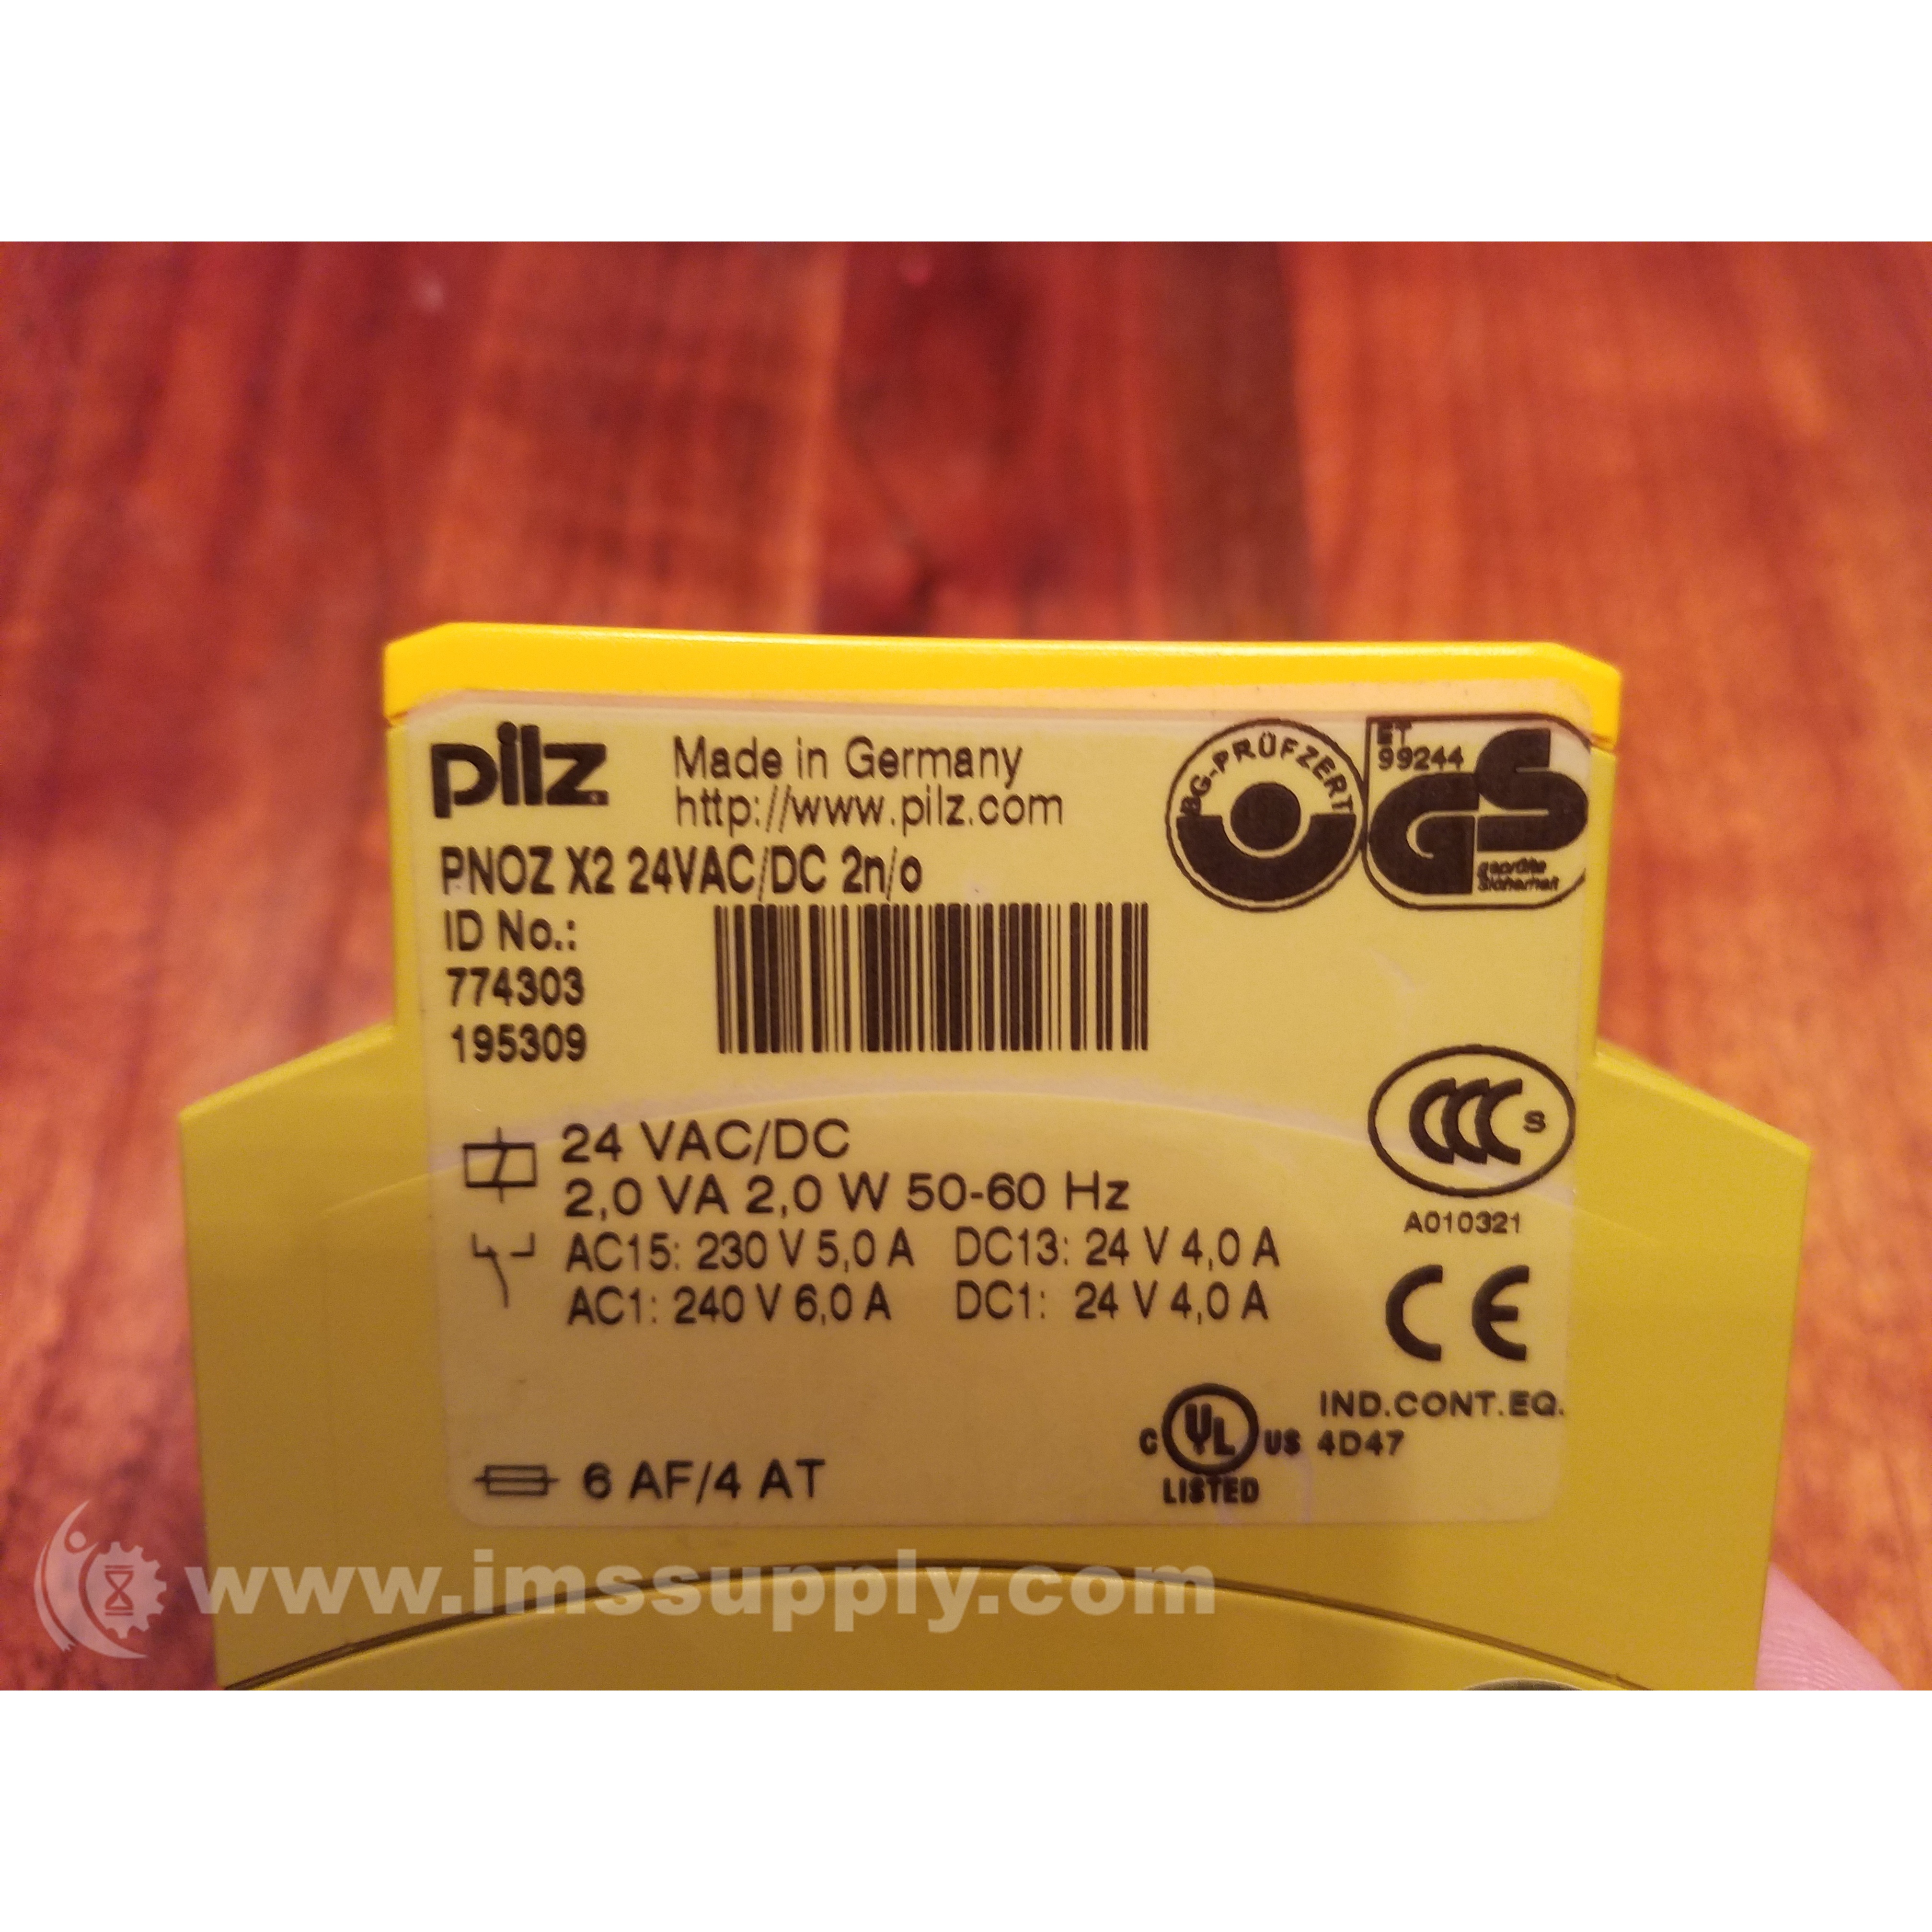 pilz
Made in Germany
http://www.pilz.com
BG-PRÜFZERT
ET
99244
GS
geprüfte
Sicherheit
PNOZ X2 24VAC/DC 2n/o
ID No.:
774303
195309
24 VAC/DC
2,0 VA 2,0 W 50-60 Hz
AC15: 230 V 5,0 A DC13: 24 V 4,0 A
AC1: 240 V 6,0 A DC1: 24 V 4,0 A
CCC S
A010321
CE
6 AF/4 AT
C UL US
LISTED
IND.CONT.EQ.
4D47
www.imssupply.com